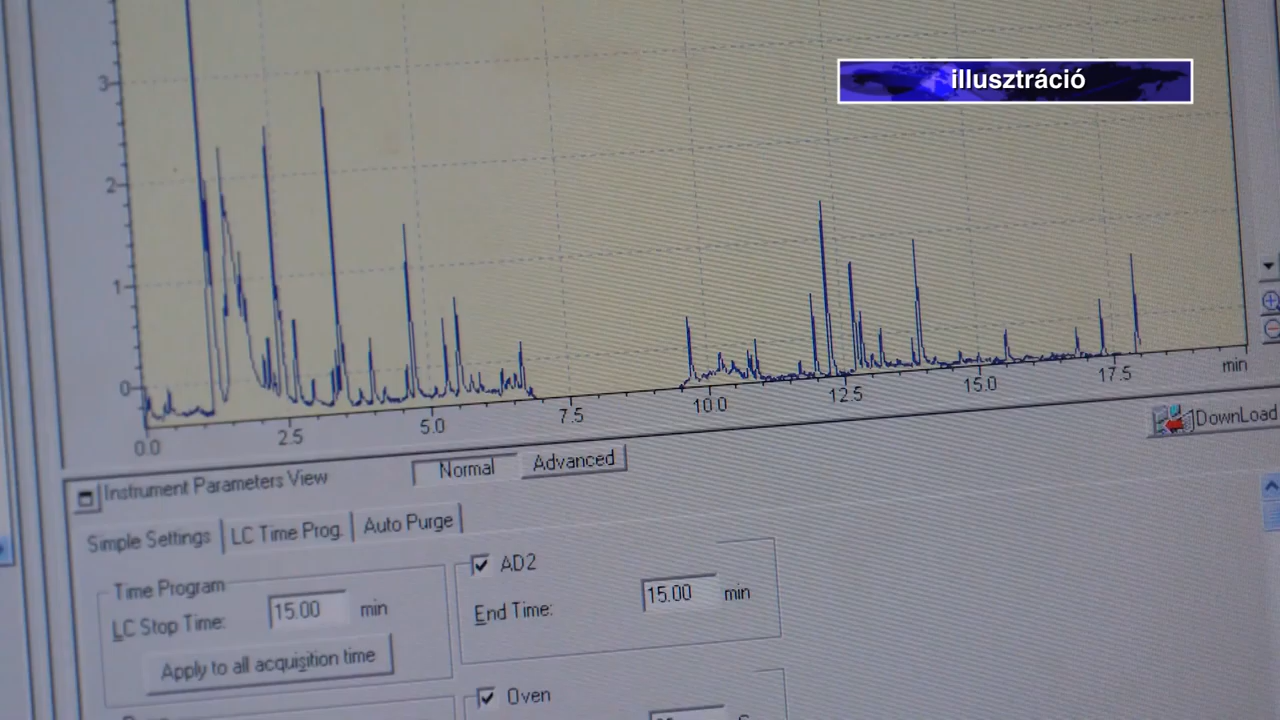 illusztráció
3
2
1
0
0.0 2.5 5.0 7.5 10.0 12.5 15.0 17.5 min
DownLoad
Normal Advanced
Instrument Parameters View
Simple Settings LC Time Prog. Auto Purge
Time Program
LC Stop Time: 15.00 min
Apply to all acquisition time
AD2
End Time: 15.00 min
Oven